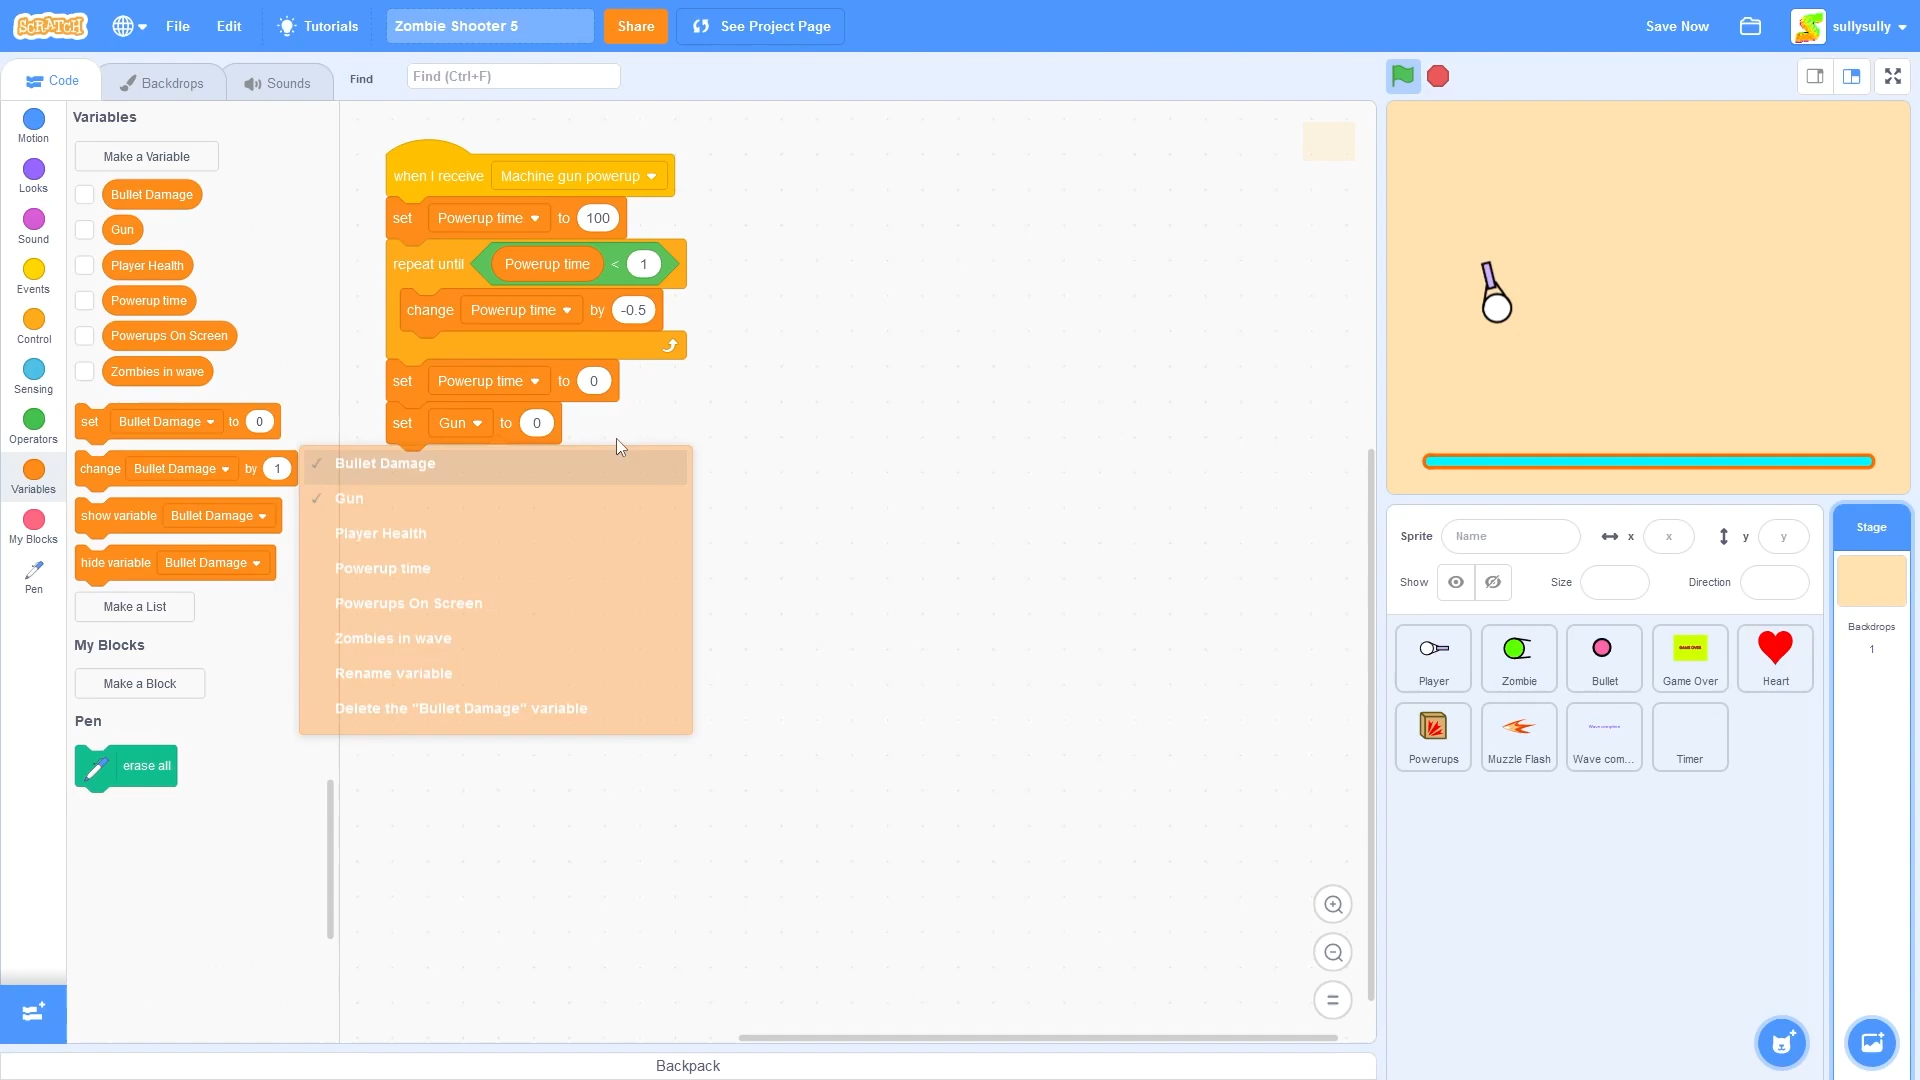 SCRATCH
File
Edit
Tutorials
Zombie Shooter 5
Share
See Project Page
Save Now
sullysully
Code
Backdrops
Sounds
Find
Find (Ctrl+F)
Motion
Looks
Sound
Events
Control
Sensing
Operators
Variables
My Blocks
Pen
Variables
Make a Variable
Bullet Damage
Gun
Player Health
Powerup time
Powerups On Screen
Zombies in wave
set Bullet Damage to 0
change Bullet Damage by 1
show variable Bullet Damage
hide variable Bullet Damage
Make a List
My Blocks
Make a Block
Pen
erase all
when I receive Machine gun powerup
set Powerup time to 100
repeat until Powerup time < 1
change Powerup time by -0.5
set Powerup time to 0
set Gun to 0
✓ Bullet Damage
✓ Gun
Player Health
Powerup time
Powerups On Screen
Zombies in wave
Rename variable
Delete the "Bullet Damage" variable
Sprite Name x x y y
Show Size Direction
Player
Zombie
Bullet
GAME OVER
Game Over
Heart
Powerups
Muzzle Flash
Wave complete
Wave com...
Timer
Stage
Backdrops
1
Backpack